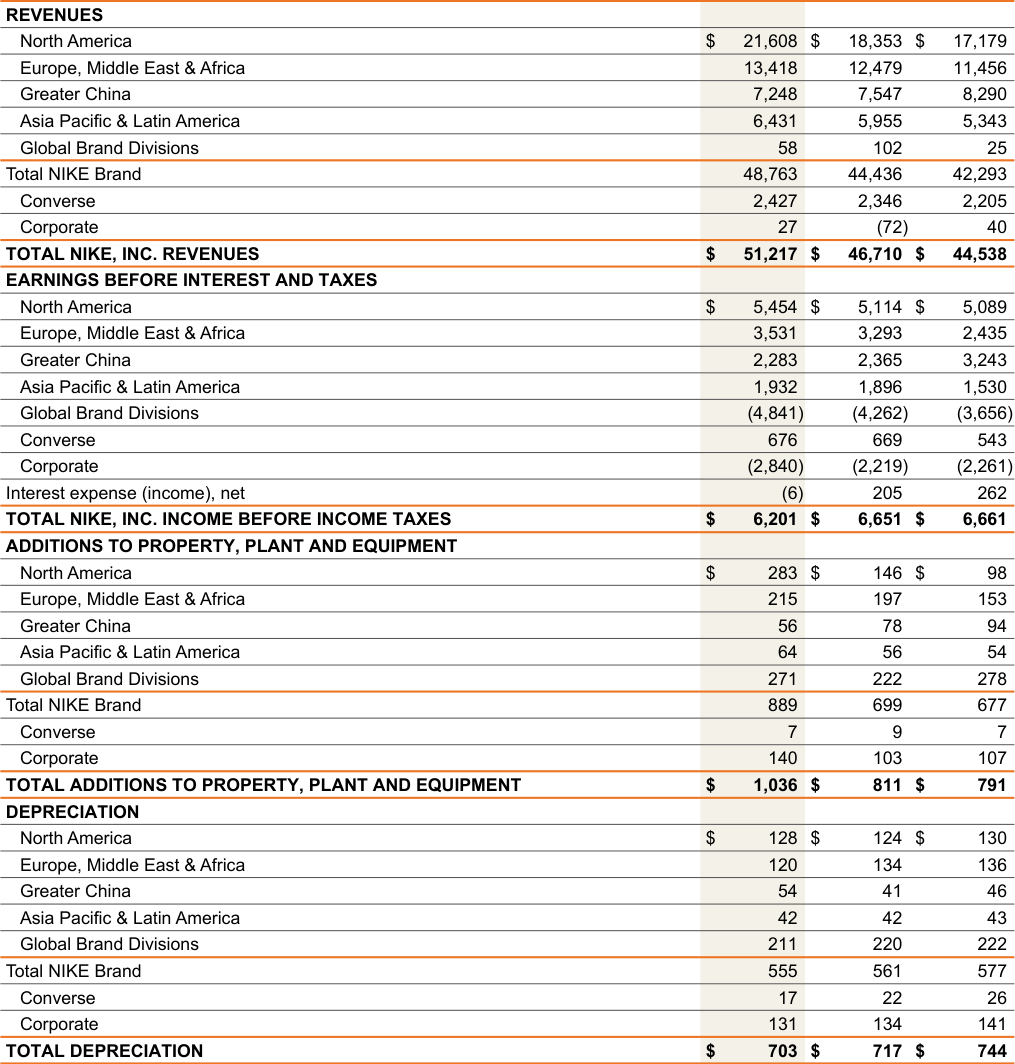 REVENUES
North America $ 21,608 $ 18,353 $ 17,179
Europe, Middle East & Africa 13,418 12,479 11,456
Greater China 7,248 7,547 8,290
Asia Pacific & Latin America 6,431 5,955 5,343
Global Brand Divisions 58 102 25
Total NIKE Brand 48,763 44,436 42,293
Converse 2,427 2,346 2,205
Corporate 27 (72) 40
TOTAL NIKE, INC. REVENUES $ 51,217 $ 46,710 $ 44,538
EARNINGS BEFORE INTEREST AND TAXES
North America $ 5,454 $ 5,114 $ 5,089
Europe, Middle East & Africa 3,531 3,293 2,435
Greater China 2,283 2,365 3,243
Asia Pacific & Latin America 1,932 1,896 1,530
Global Brand Divisions (4,841) (4,262) (3,656)
Converse 676 669 543
Corporate (2,840) (2,219) (2,261)
Interest expense (income), net (6) 205 262
TOTAL NIKE, INC. INCOME BEFORE INCOME TAXES $ 6,201 $ 6,651 $ 6,661
ADDITIONS TO PROPERTY, PLANT AND EQUIPMENT
North America $ 283 $ 146 $ 98
Europe, Middle East & Africa 215 197 153
Greater China 56 78 94
Asia Pacific & Latin America 64 56 54
Global Brand Divisions 271 222 278
Total NIKE Brand 889 699 677
Converse 7 9 7
Corporate 140 103 107
TOTAL ADDITIONS TO PROPERTY, PLANT AND EQUIPMENT $ 1,036 $ 811 $ 791
DEPRECIATION
North America $ 128 $ 124 $ 130
Europe, Middle East & Africa 120 134 136
Greater China 54 41 46
Asia Pacific & Latin America 42 42 43
Global Brand Divisions 211 220 222
Total NIKE Brand 555 561 577
Converse 17 22 26
Corporate 131 134 141
TOTAL DEPRECIATION $ 703 $ 717 $ 744